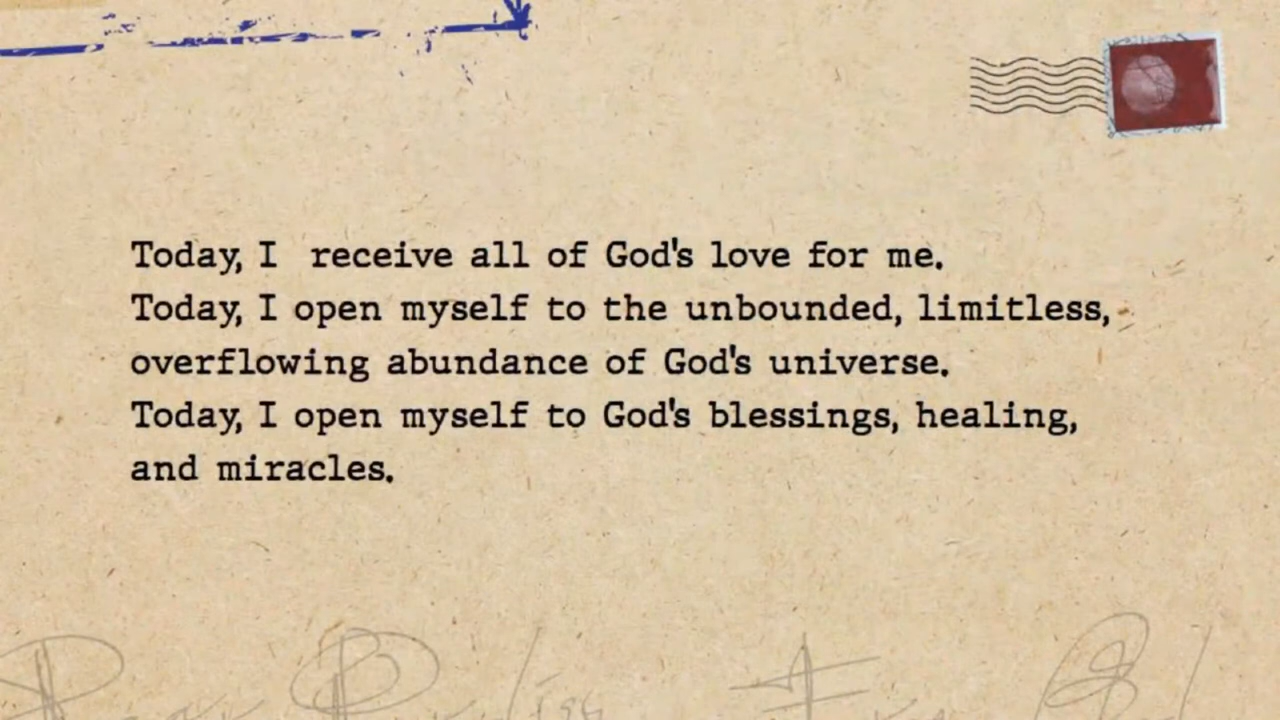 Today, I  receive all of God's love for me.
Today, I open myself to the unbounded, limitless,
overflowing abundance of God's universe.
Today, I open myself to God's blessings, healing,
and miracles.